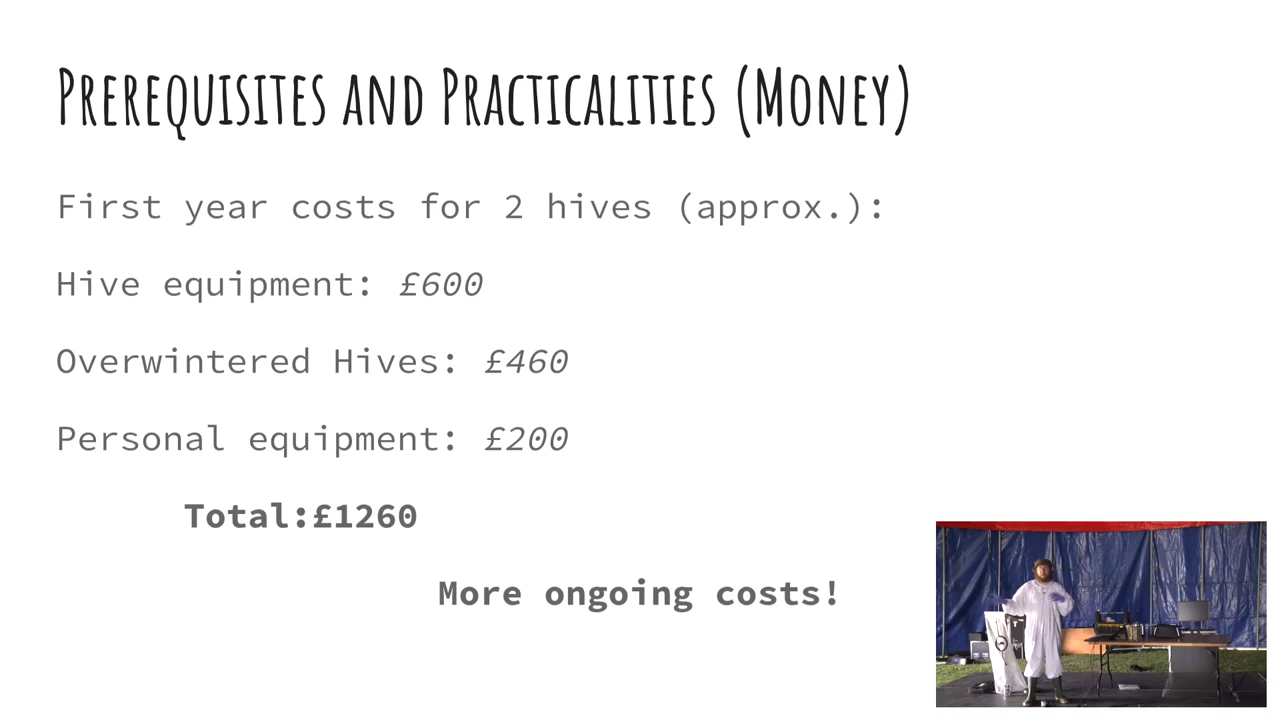 Prerequisites and Practicalities (Money)
First year costs for 2 hives (approx.):
Hive equipment: £600
Overwintered Hives: £460
Personal equipment: £200
Total:£1260
More ongoing costs!